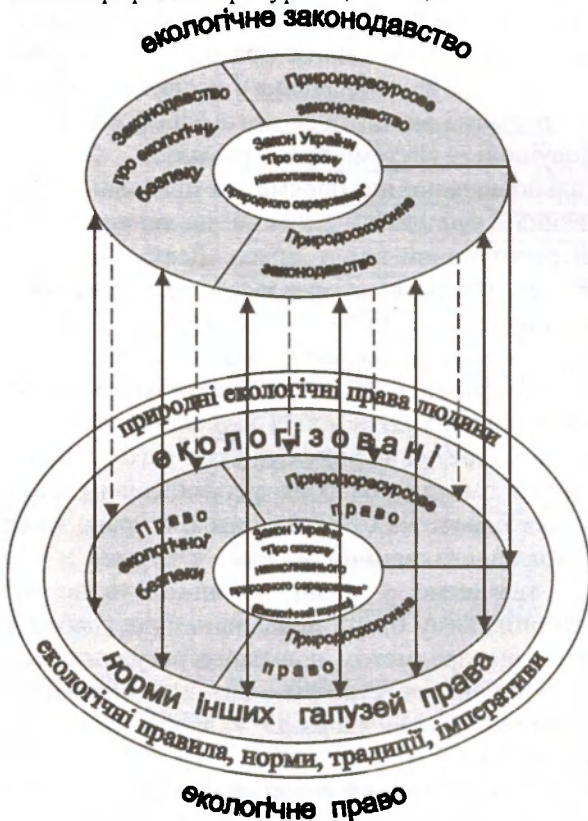 екологічне законодавство
Законодавство
про екологічну
безпеку
Природоресурсове
законодавство
Закон України
"Про охорону
навколишнього
природного середовища"
Природоохоронне
законодавство
природні екологічні права людини
екологізовані
Право
екологічної
безпеки
Природоресурсове
право
Закон України
"Про охорону
навколишнього
природного середовища"
Природоохоронне
право
норми інших галузей права
екологічні правила, норми, традиції, імперативи
екологічне право